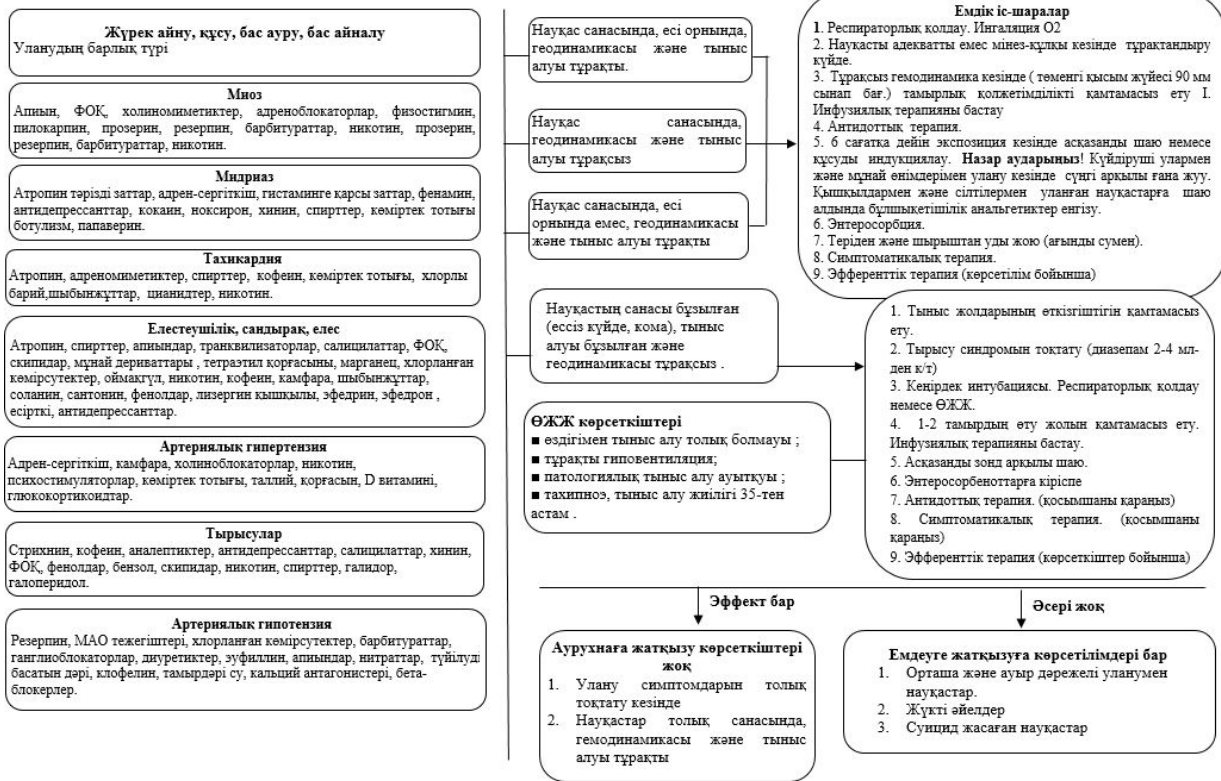 Жүрек айну, құсу, бас ауру, бас айналу
Уланудың барлық түрі
Миоз
Апиын, ФОҚ, холиномиметиктер, адреноблокаторлар, физостигмин,
пилокарпин, прозерин, резерпин, барбитураттар, никотин, прозерин,
резерпин, барбитураттар, никотин.
Мидриаз
Атропин тәрізді заттар, адрен-сергіткіш, гистаминге карсы заттар, фенамин,
антидепрессанттар, кокаин, ноксирон, хинин, спирттер, көміртек тотығы
ботулизм, папаверин.
Тахикардия
Атропин, адреномиметиктер, спирттер, кофеин, көміртек тотығы, хлорлы
барий,шыбынжұттар, цианидтер, никотин.
Елестеушілік, сандырақ, елес
Атропин, спирттер, апиындар, транквилизаторлар, салицилаттар, ФОҚ,
скипидар, мұнай дериваттары , тетраэтил қорғасыны, марганец, хлорланған
көмірсутектер, оймақгүл, никотин, кофеин, камфара, шыбынжұттар,
соланин, сантонин, фенолдар, лизергин кышқылы, эфедрин, эфедрон ,
есірткі, антидепрессанттар.
Артериялық гипертензия
Адрен-сергіткіш, камфара, холиноблокаторлар, никотин,
психостимуляторлар, көміртек тотығы, таллий, қорғасын, D витаминi,
глюкокортикоидтар.
Тырысулар
Стрихнин, кофеин, аналептиктер, антидепрессанттар, салицилаттар, хинин,
ФОҚ, фенолдар, бензол, скипидар, никотин, спирттер, галидор,
галоперидол.
Артериялық гипотензия
Резерпин, МАО тежегіштері, хлорланған көмірсутектер, барбитураттар,
ганглиоблокаторлар, диуретиктер, эуфиллин, апиындар, нитраттар, түйілуді
басатын дәрі, клофелин, тамырдәрі су, кальций антагонистері, бета-
блокерлер.
Науқас санасында, есі орнында,
геодинамикасы және тыныс
алуы тұрақты.
Науқас санасында,
геодинамикасы және тыныс
алуы тұрақсыз
Науқас санасында, есі
орнында емес, геодинамикасы
және тыныс алуы тұрақты
Науқастың санасы бұзылған
(ессіз күйде, кома), тыныс
алуы бұзылған және
геодинамикасы тұрақсыз .
ӨЖЖ көрсеткіштері
■ өздігімен тыныс алу толық болмауы ;
■ тұрақты гиповентиляция;
■ патологиялық тыныс алу ауытқуы ;
■ тахипноэ, тыныс алу жиілігі 35-тен
астам .
Емдік іс-шаралар
1. Респираторлық қолдау. Ингаляция О2
2. Науқасты адекватты емес мінез-құлқы кезінде тұрақтандыру
күйде.
3. Тұрақсыз гемодинамика кезінде ( төменгі қысым жүйесі 90 мм
сынап бағ.) тамырлық қолжетімділікті қамтамасыз ету I.
Инфузиялық терапияны бастау
4. Антидоттық терапия.
5. 6 сағатқа дейін экспозиция кезінде асқазанды шаю немесе
құсуды индукциялау. Назар аударыңыз! Күйдіруші улармен
және мұнай өнімдерімен улану кезінде сүңгі арқылы ғана жуу.
Қышқылдармен және сілтілермен уланған науқастарға шаю
алдында бұлшықетішілік анальгетиктер енгізу.
6. Энтеросорбция.
7. Теріден және шырыштан уды жою (ағынды сумен).
8. Симптоматикалық терапия.
9. Эфференттік терапия (көрсетілім бойынша)
1. Тыныс жолдарының өткізгіштігін қамтамасыз
ету.
2. Тырысу синдромын тоқтату (диазепам 2-4 мл-
ден к/т)
3. Кеңірдек интубациясы. Респираторлық қолдау
немесе ӨЖЖ.
4. 1-2 тамырдың өту жолын қамтамасыз ету.
Инфузиялық терапияны бастау.
5. Асқазанды зонд арқылы шаю.
6. Энтеросорбеноттарға кіріспе
7. Антидоттық терапия. (қосымшаны қараңыз)
8. Симптоматикалық терапия. (қосымшаны
қараңыз)
9. Эфференттік терапия (көрсеткіштер бойынша)
Эффект бар
Әсері жоқ
Аурухнаға жатқызу көрсеткіштері
жоқ
1. Улану симптомдарын толық
тоқтату кезінде
2. Науқастар толық санасында,
гемодинамикасы және тыныс
алуы тұрақты
Емдеуге жатқызуға көрсетілімдері бар
1. Орташа және ауыр дәрежелі уланумен
науқастар.
2. Жүкті әйелдер
3. Суицид жасаған науқастар